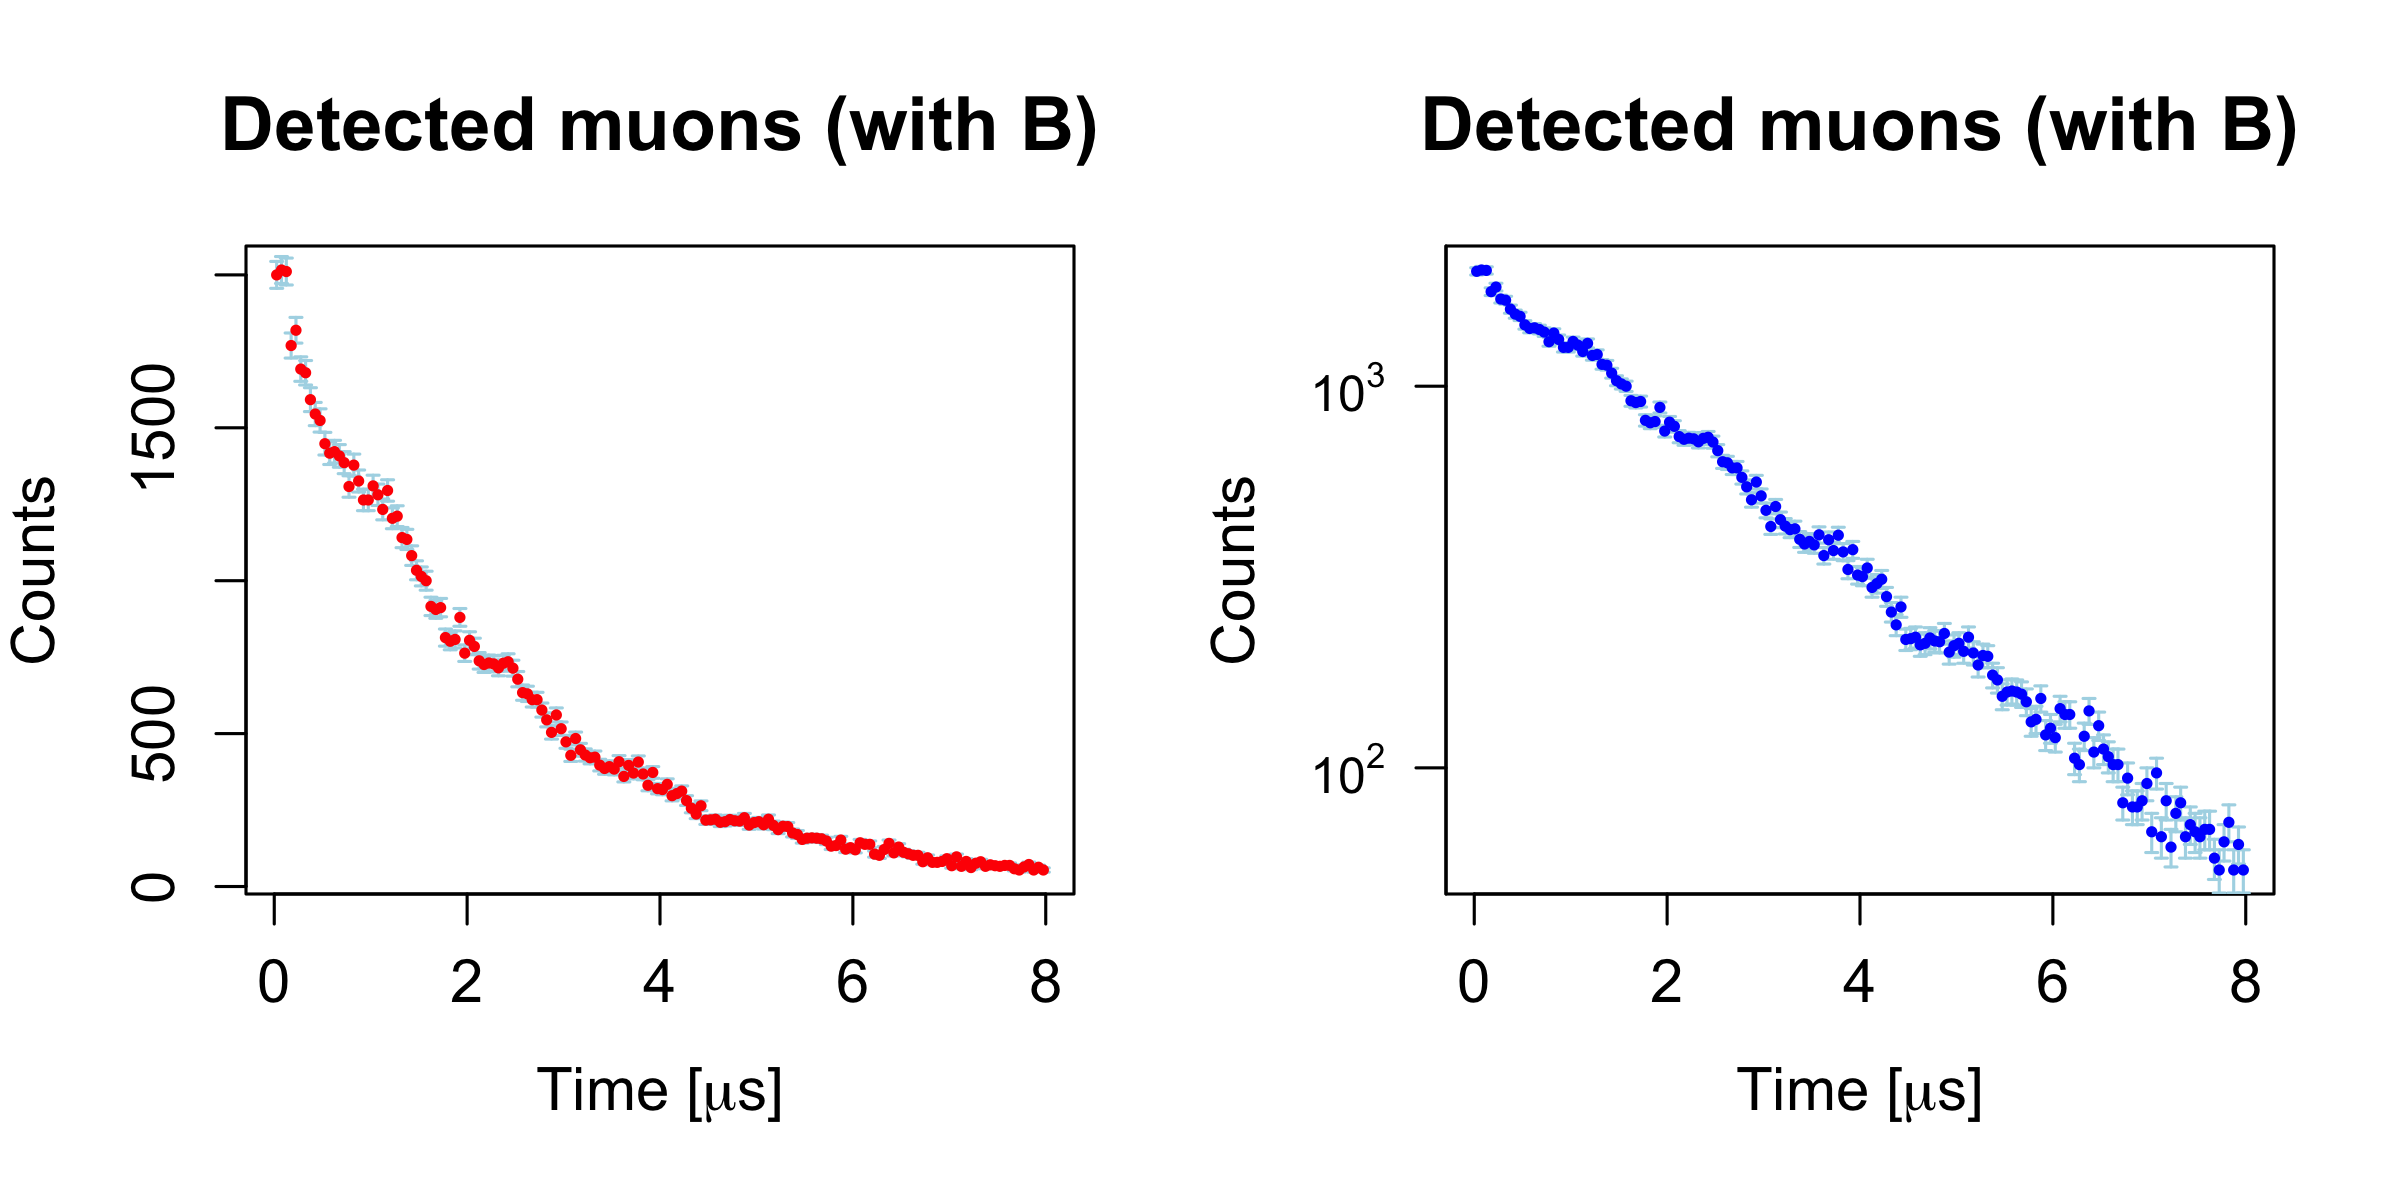 Detected muons (with B)
Counts
1500
500
0
0 2 4 6 8
Time [μs]
Detected muons (with B)
Counts
10³
10²
0 2 4 6 8
Time [μs]